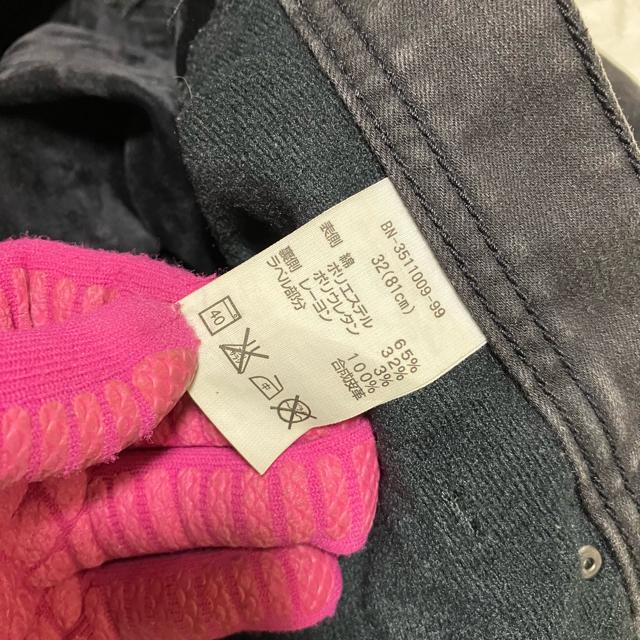 BN-3511009-99
32(81cm)
表側 綿 65%
ポリエステル 32%
ポリウレタン 3%
裏側 レーヨン 100%
ラベル部分 合成皮革
40
中